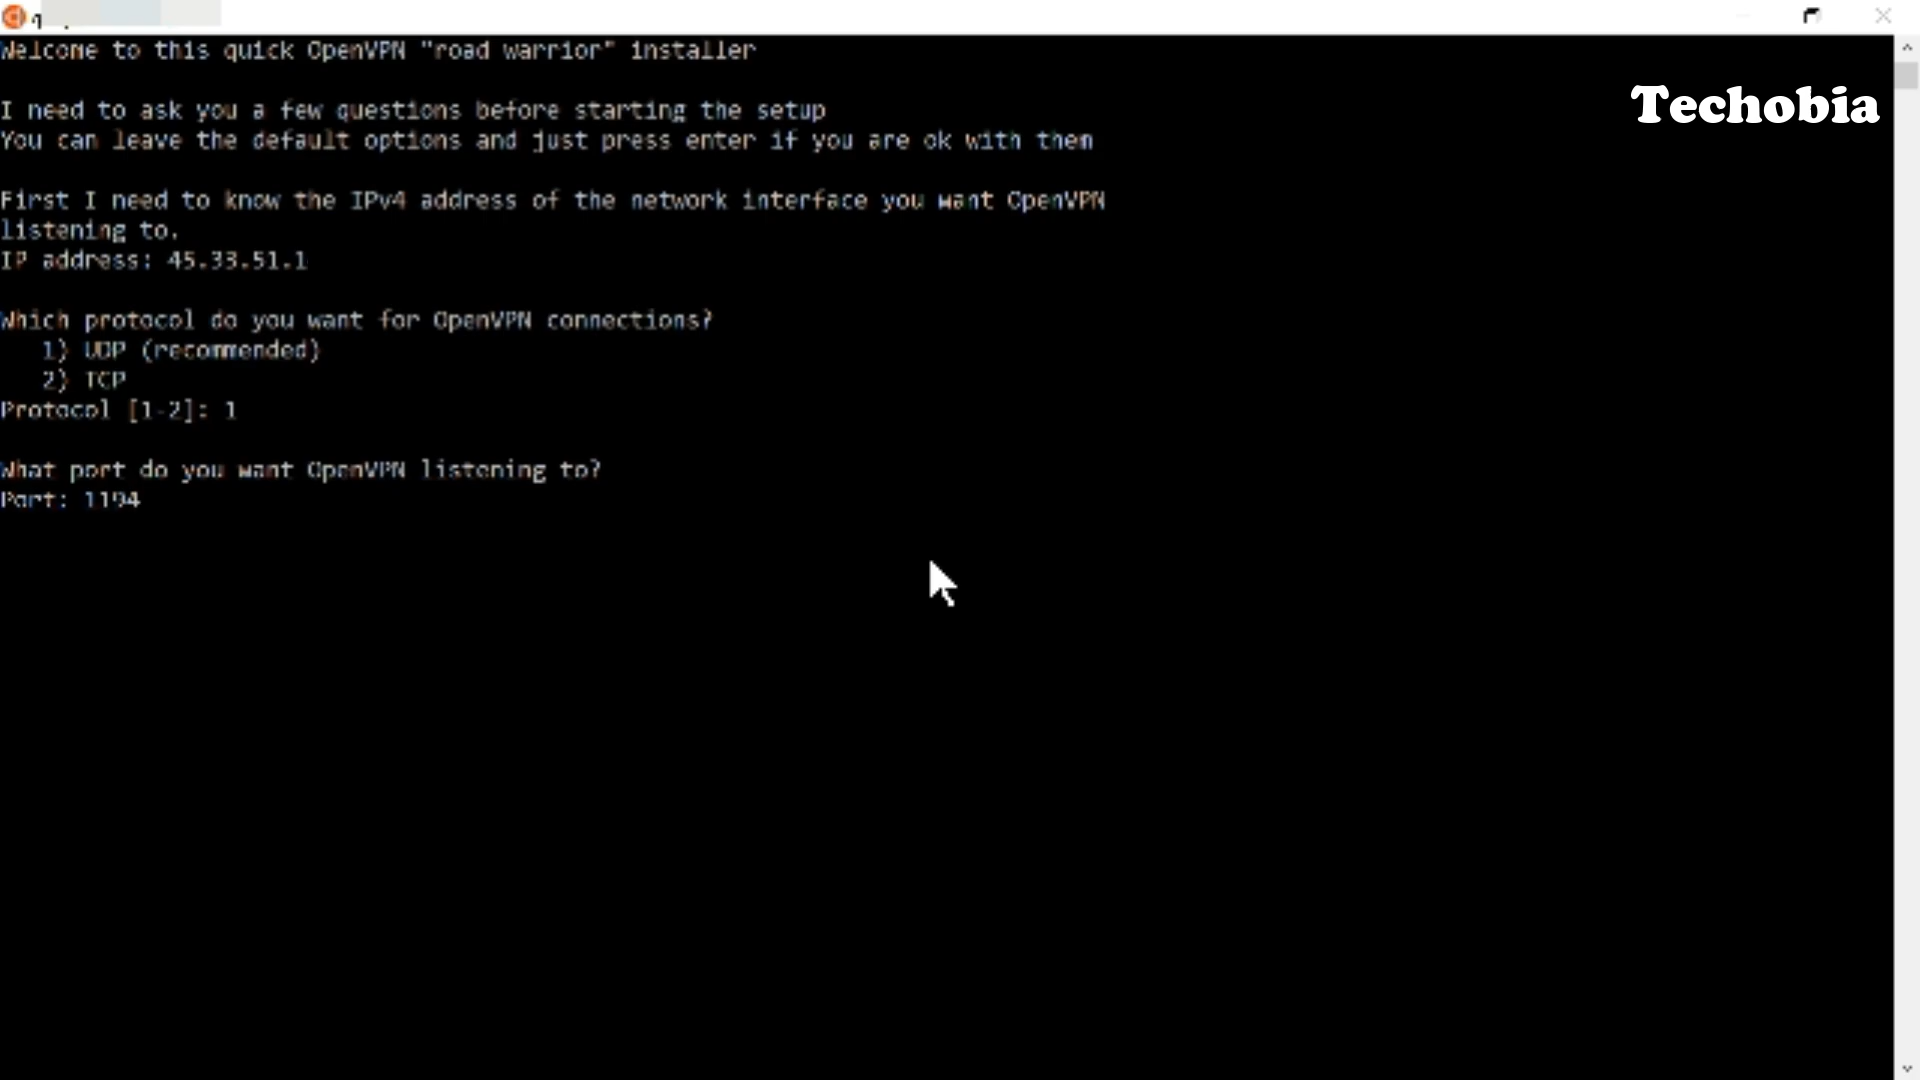 Welcome to this quick OpenVPN "road warrior" installer
I need to ask you a few questions before starting the setup
You can leave the default options and just press enter if you are ok with them
Techobia
First I need to know the IPv4 address of the network interface you want OpenVPN
listening to.
IP address: 45.33.51.1
Which protocol do you want for OpenVPN connections?
1) UDP (recommended)
2) TCP
Protocol [1-2]: 1
What port do you want OpenVPN listening to?
Port: 1194